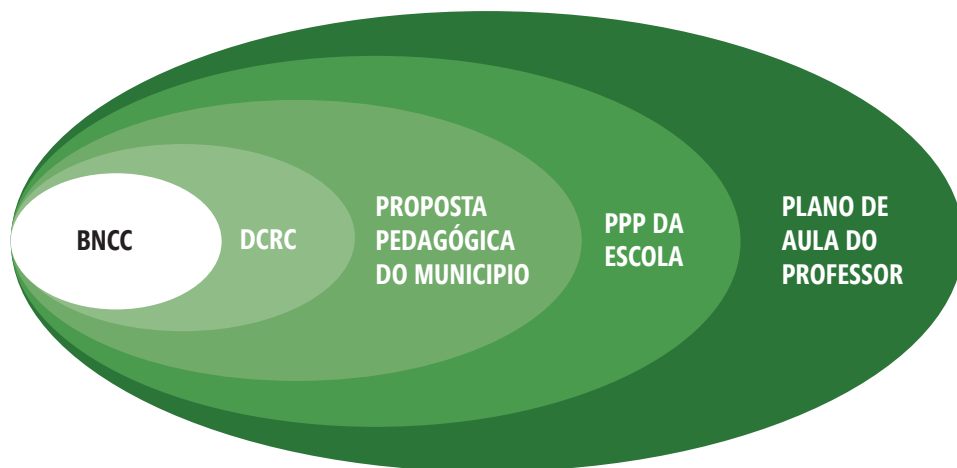 BNCC
DCRC
PROPOSTA
PEDAGÓGICA
DO MUNICIPIO
PPP DA
ESCOLA
PLANO DE
AULA DO
PROFESSOR